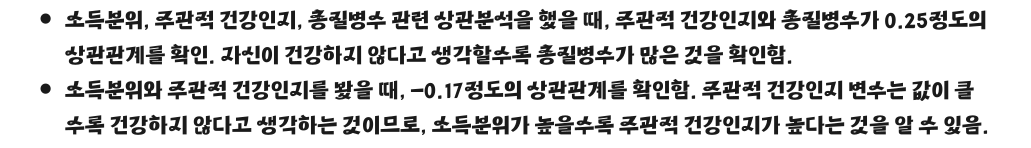 • 소득분위, 주관적 건강인지, 총질병수 관련 상관분석을 했을 때, 주관적 건강인지와 총질병수가 0.25정도의
상관관계를 확인. 자신이 건강하지 않다고 생각할수록 총질병수가 많은 것을 확인함.
• 소득분위와 주관적 건강인지를 봤을 때, -0.17정도의 상관관계를 확인함. 주관적 건강인지 변수는 값이 클
수록 건강하지 않다고 생각하는 것이므로, 소득분위가 높을수록 주관적 건강인지가 높다는 것을 알 수 있음.